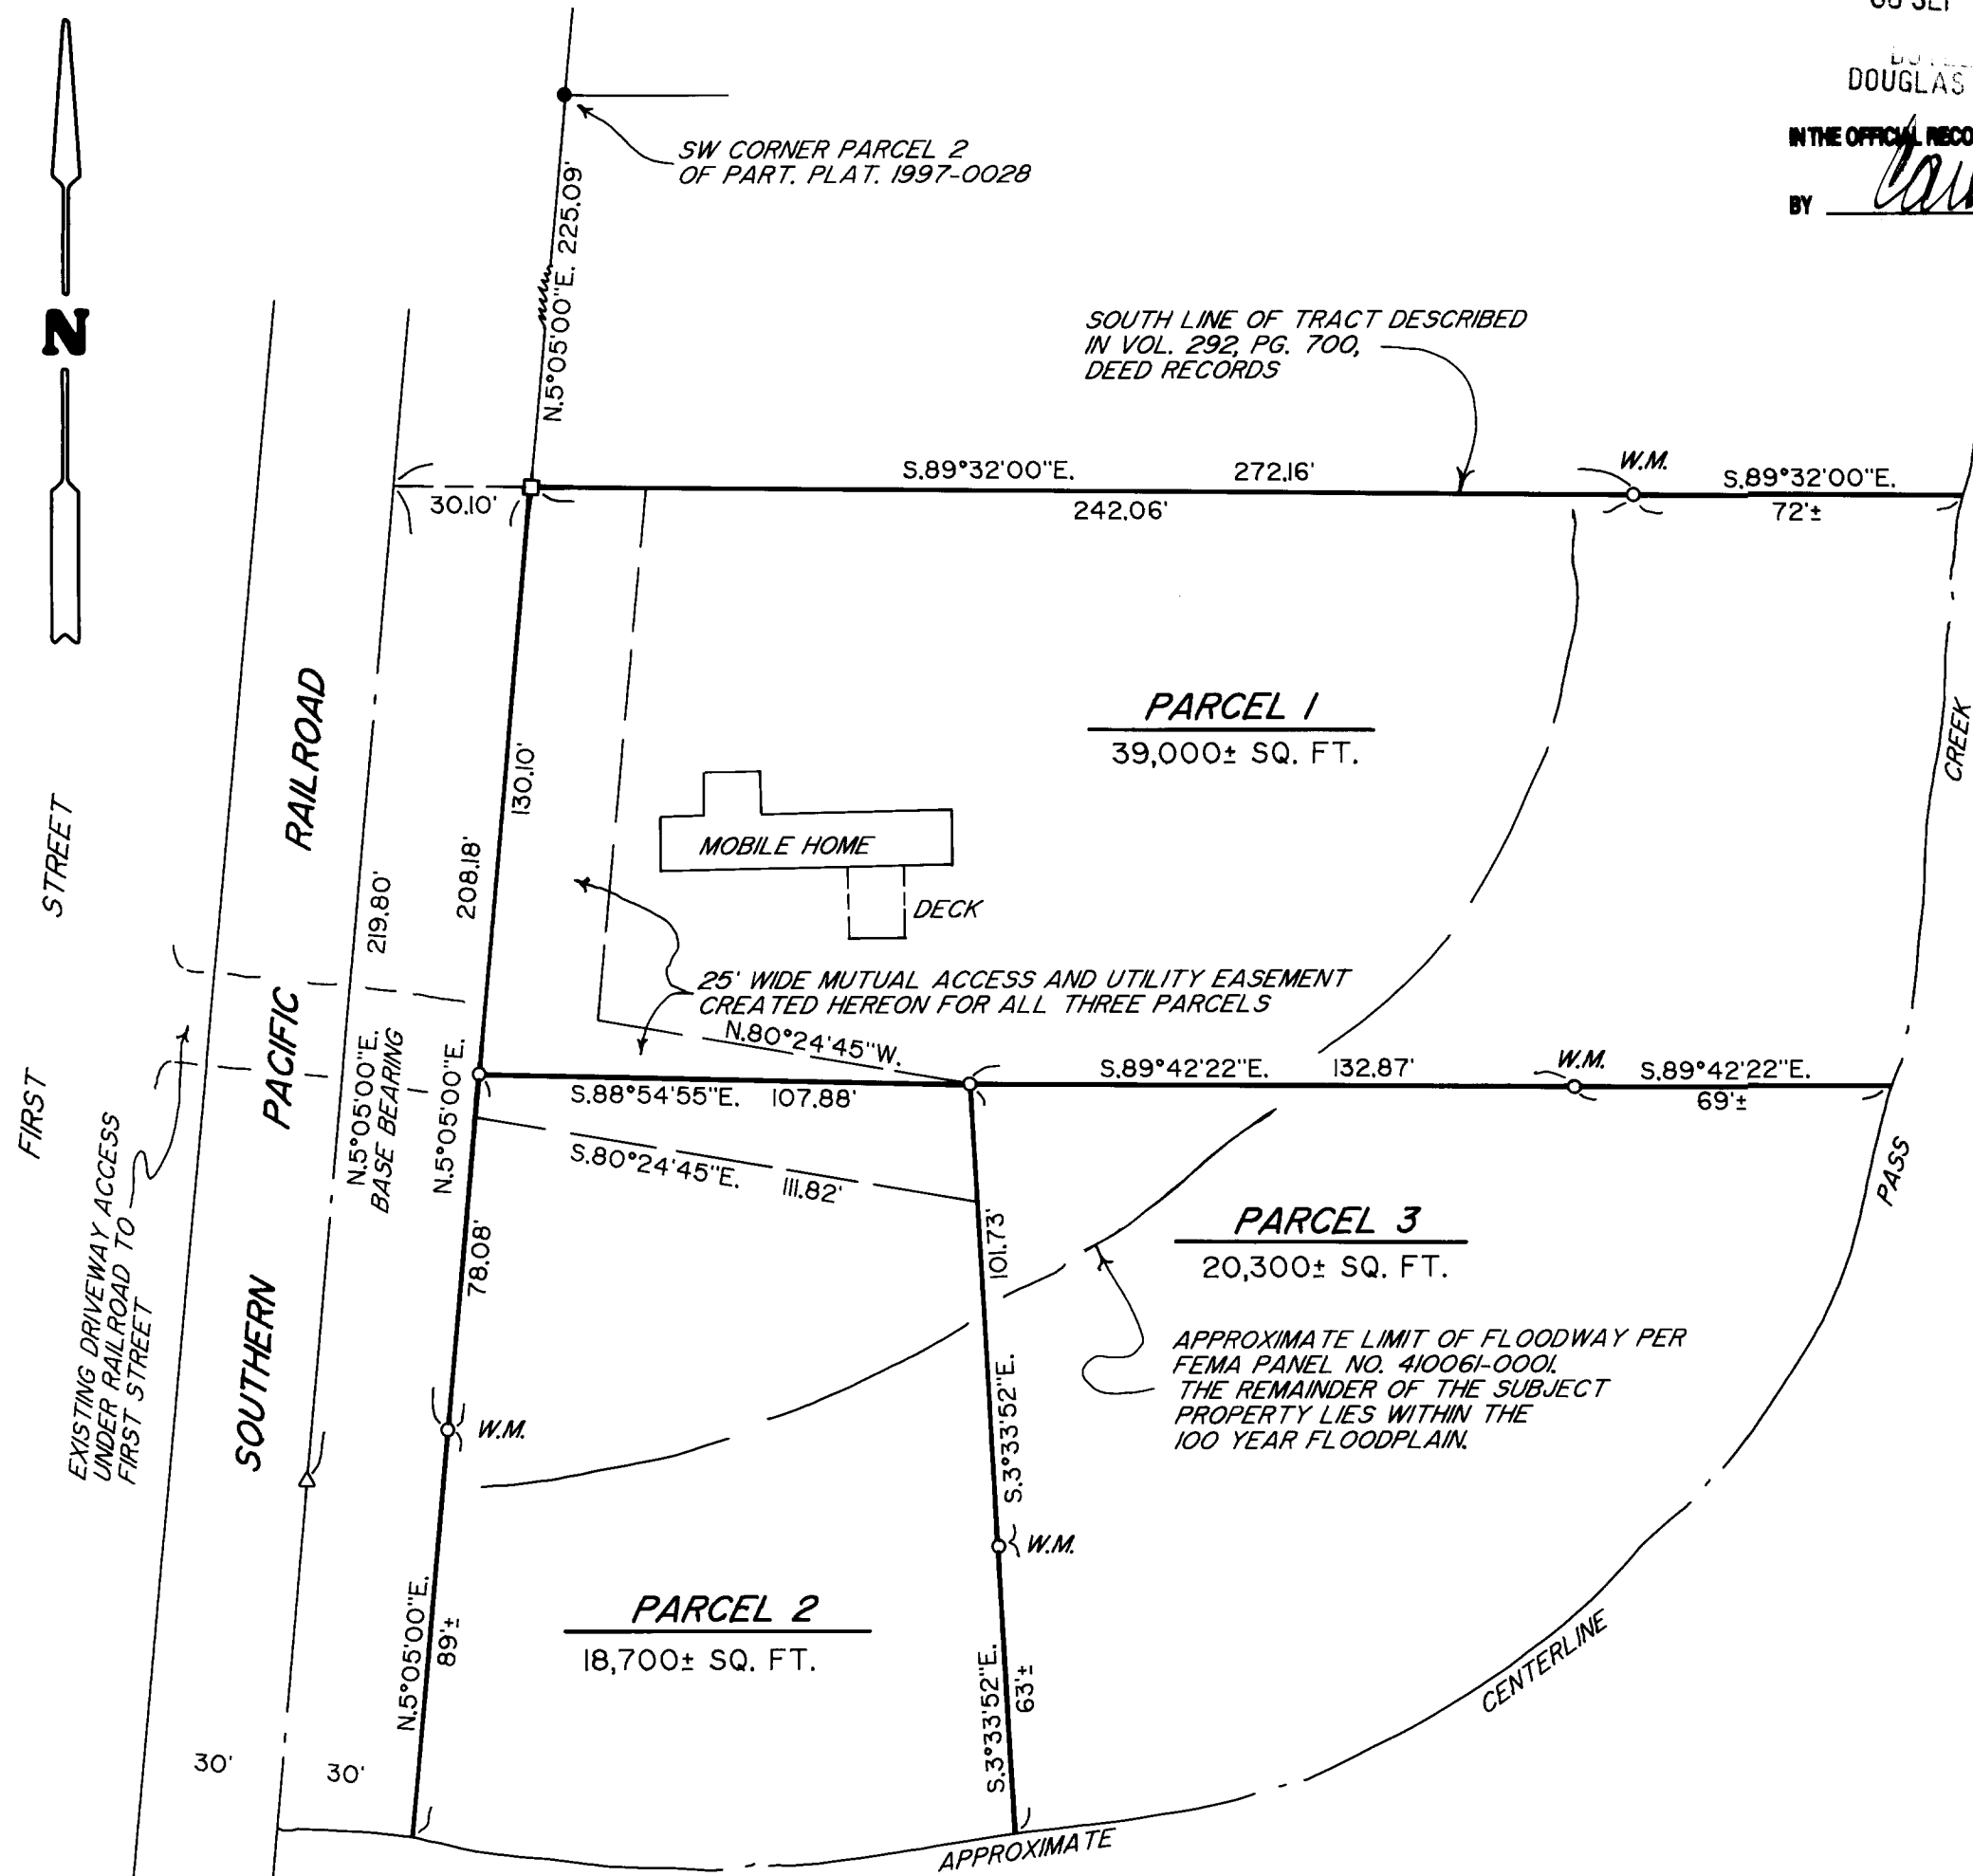 DOUGLAS
IN THE OFFICIAL RECO
BY
N
SW CORNER PARCEL 2
OF PART. PLAT. 1997-0028
N.5°05'00"E. 225.09'
SOUTH LINE OF TRACT DESCRIBED
IN VOL. 292, PG. 700,
DEED RECORDS
S.89°32'00"E. 272.16'
W.M.
S.89°32'00"E.
30.10'
242.06'
72'±
PARCEL 1
39,000± SQ. FT.
RAILROAD
STREET
130.10'
208.18'
219.80'
MOBILE HOME
DECK
CREEK
25' WIDE MUTUAL ACCESS AND UTILITY EASEMENT
CREATED HEREON FOR ALL THREE PARCELS
N.80°24'45"W.
S.89°42'22"E. 132.87'
W.M.
S.89°42'22"E.
69'±
S.88°54'55"E. 107.88'
S.80°24'45"E. 111.82'
PACIFIC
FIRST
N.5°05'00"E.
BASE BEARING
N.5°05'00"E.
78.08'
PASS
EXISTING DRIVEWAY ACCESS
UNDER RAILROAD TO
FIRST STREET
SOUTHERN
101.73'
S.3°33'52"E.
PARCEL 3
20,300± SQ. FT.
APPROXIMATE LIMIT OF FLOODWAY PER
FEMA PANEL NO. 410061-0001.
THE REMAINDER OF THE SUBJECT
PROPERTY LIES WITHIN THE
100 YEAR FLOODPLAIN.
W.M.
W.M.
N.5°05'00"E.
89'±
PARCEL 2
18,700± SQ. FT.
S.3°33'52"E.
63'±
30'
30'
APPROXIMATE
CENTERLINE